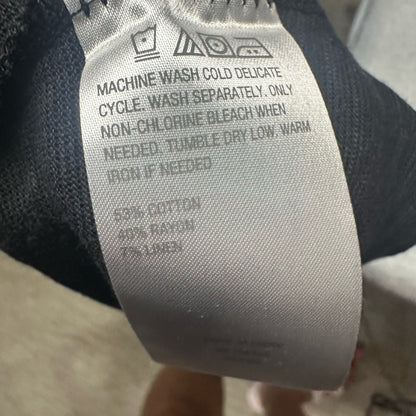 MACHINE WASH COLD DELICATE
CYCLE. WASH SEPARATELY. ONLY
NON-CHLORINE BLEACH WHEN
NEEDED. TUMBLE DRY LOW. WARM
IRON IF NEEDED
53% COTTON
40% RAYON
7% LINEN